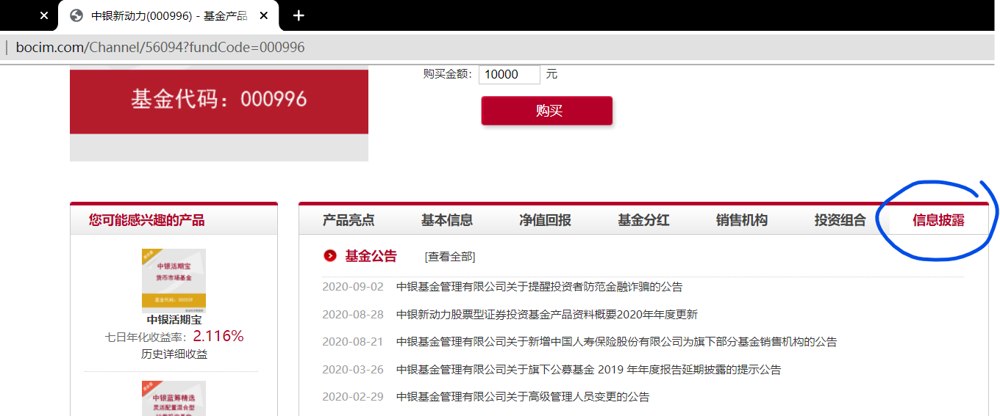 中银新动力(000996) - 基金产品
bocim.com/Channel/56094?fundCode=000996
基金代码：000996
购买金额： 10000 元
购买
您可能感兴趣的产品
中银活期宝
货币市场基金
中银活期宝
七日年化收益率：2.116%
历史详细收益
中银蓝筹精选
灵活配置混合型
产品亮点 基本信息 净值回报 基金分红 销售机构 投资组合 信息披露
基金公告 [查看全部]
2020-09-02 中银基金管理有限公司关于提醒投资者防范金融诈骗的公告
2020-08-28 中银新动力股票型证券投资基金产品资料概要2020年年度更新
2020-08-21 中银基金管理有限公司关于新增中国人寿保险股份有限公司为旗下部分基金销售机构的公告
2020-03-26 中银基金管理有限公司关于旗下公募基金 2019 年年度报告延期披露的提示公告
2020-02-29 中银基金管理有限公司关于高级管理人员变更的公告